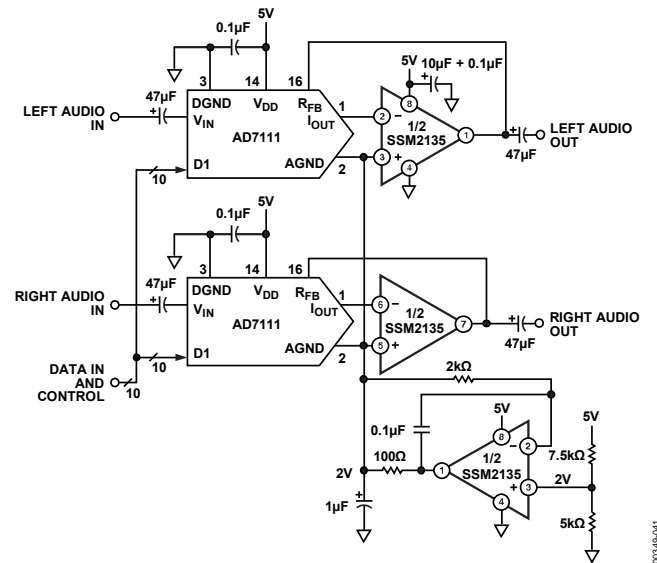 5V
0.1µF
3 14 16
DGND VDD RFB
IOUT
1
LEFT AUDIO
IN
47µF
+
VIN
AD7111
D1
10
AGND
2
5V
10µF + 0.1µF
+
8
2 –
1/2
SSM2135
3 +
4
1
+
47µF
LEFT AUDIO
OUT
5V
0.1µF
3 14 16
DGND VDD RFB
IOUT
1
RIGHT AUDIO
IN
47µF
+
VIN
AD7111
D1
10
AGND
2
6 –
1/2
SSM2135
5 +
7
+
47µF
RIGHT AUDIO
OUT
DATA IN
AND
CONTROL
10
2kΩ
0.1µF
5V
8
– 2
100Ω
1
1/2
SSM2135
+ 3
4
2V
5V
7.5kΩ
2V
5kΩ
+
1µF
00349-041